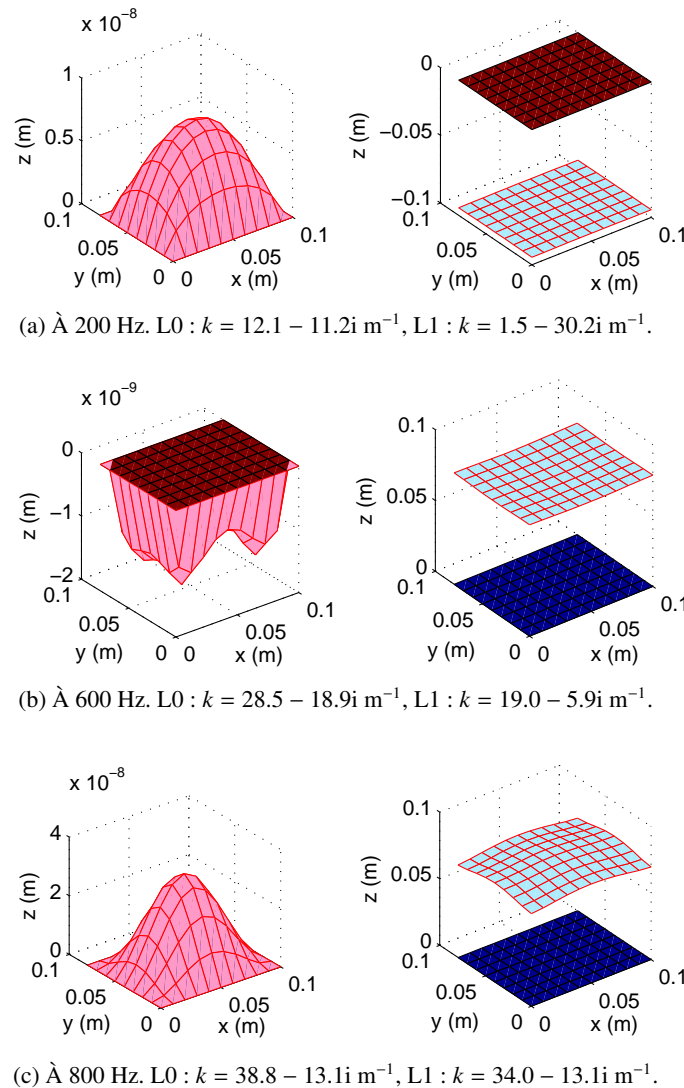 x 10⁻⁸
1
0.5
0
z (m)
0.1
0.05
0
y (m)
0
0.05
0.1
x (m)
0
−0.05
−0.1
z (m)
0.1
0.05
0
y (m)
0
0.05
0.1
x (m)
(a) À 200 Hz. L0 : k = 12.1 − 11.2i m⁻¹, L1 : k = 1.5 − 30.2i m⁻¹.
x 10⁻⁹
0
−1
−2
z (m)
0.1
0.05
0
y (m)
0
0.05
0.1
x (m)
0.1
0.05
0
z (m)
0.1
0.05
0
y (m)
0
0.05
0.1
x (m)
(b) À 600 Hz. L0 : k = 28.5 − 18.9i m⁻¹, L1 : k = 19.0 − 5.9i m⁻¹.
x 10⁻⁸
4
2
0
z (m)
0.1
0.05
0
y (m)
0
0.05
0.1
x (m)
0.1
0.05
0
z (m)
0.1
0.05
0
y (m)
0
0.05
0.1
x (m)
(c) À 800 Hz. L0 : k = 38.8 − 13.1i m⁻¹, L1 : k = 34.0 − 13.1i m⁻¹.